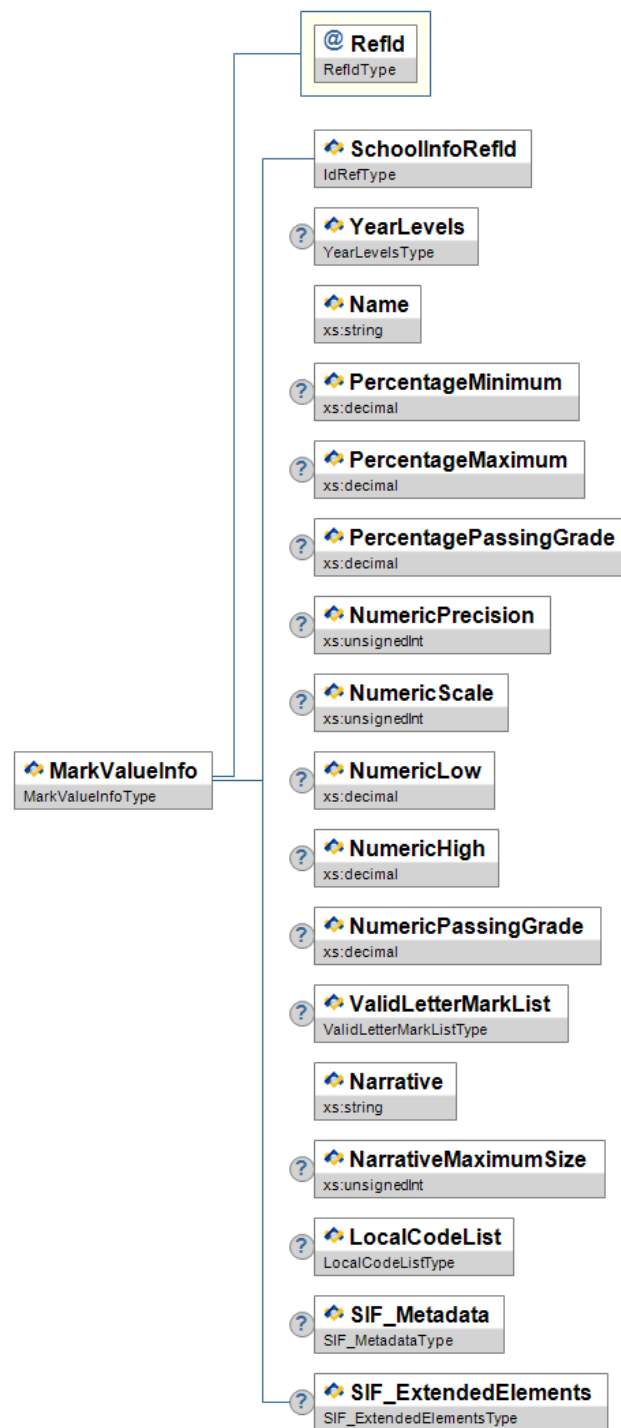 @ RefId
RefIdType
SchoolInfoRefId
IdRefType
? YearLevels
YearLevelsType
Name
xs:string
? PercentageMinimum
xs:decimal
? PercentageMaximum
xs:decimal
? PercentagePassingGrade
xs:decimal
? NumericPrecision
xs:unsignedInt
? NumericScale
xs:unsignedInt
MarkValueInfo
MarkValueInfoType
? NumericLow
xs:decimal
? NumericHigh
xs:decimal
? NumericPassingGrade
xs:decimal
? ValidLetterMarkList
ValidLetterMarkListType
Narrative
xs:string
? NarrativeMaximumSize
xs:unsignedInt
? LocalCodeList
LocalCodeListType
? SIF_Metadata
SIF_MetadataType
? SIF_ExtendedElements
SIF_ExtendedElementsType